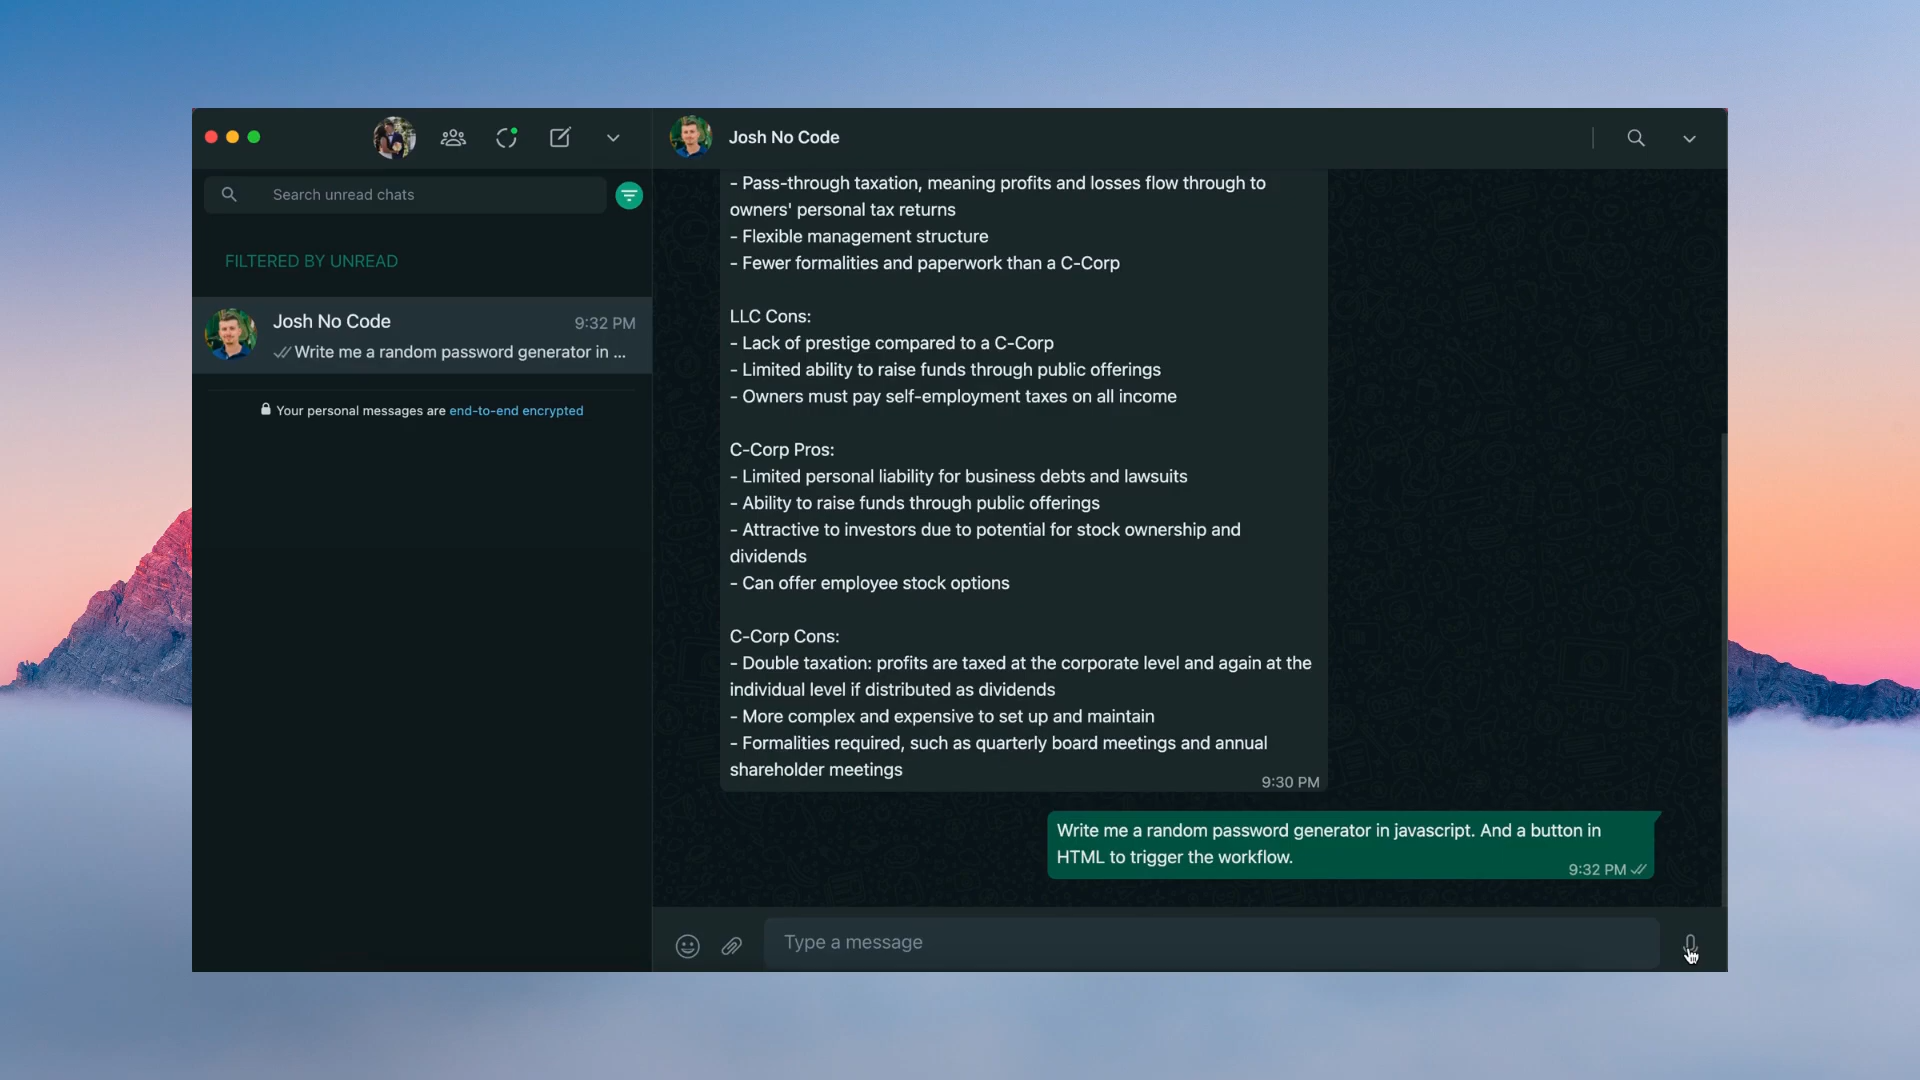 Search unread chats
FILTERED BY UNREAD
Josh No Code
9:32 PM
Write me a random password generator in ...
Your personal messages are end-to-end encrypted
Josh No Code
- Pass-through taxation, meaning profits and losses flow through to
owners' personal tax returns
- Flexible management structure
- Fewer formalities and paperwork than a C-Corp
LLC Cons:
- Lack of prestige compared to a C-Corp
- Limited ability to raise funds through public offerings
- Owners must pay self-employment taxes on all income
C-Corp Pros:
- Limited personal liability for business debts and lawsuits
- Ability to raise funds through public offerings
- Attractive to investors due to potential for stock ownership and
dividends
- Can offer employee stock options
C-Corp Cons:
- Double taxation: profits are taxed at the corporate level and again at the
individual level if distributed as dividends
- More complex and expensive to set up and maintain
- Formalities required, such as quarterly board meetings and annual
shareholder meetings
9:30 PM
Write me a random password generator in javascript. And a button in
HTML to trigger the workflow.
9:32 PM
Type a message